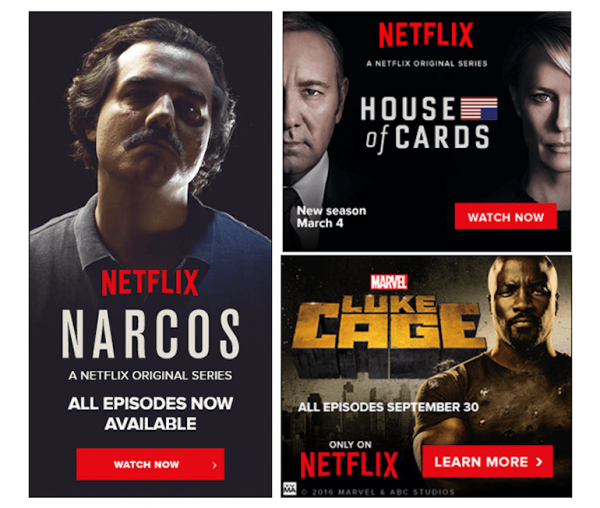 NETFLIX
NARCOS
A NETFLIX ORIGINAL SERIES
ALL EPISODES NOW
AVAILABLE
WATCH NOW >
NETFLIX
A NETFLIX ORIGINAL SERIES
HOUSE
of CARDS
New season
March 4
WATCH NOW
MARVEL
LUKE
CAGE
ALL EPISODES SEPTEMBER 30
ONLY ON
NETFLIX
LEARN MORE >
MA
© 2016 MARVEL & ABC STUDIOS